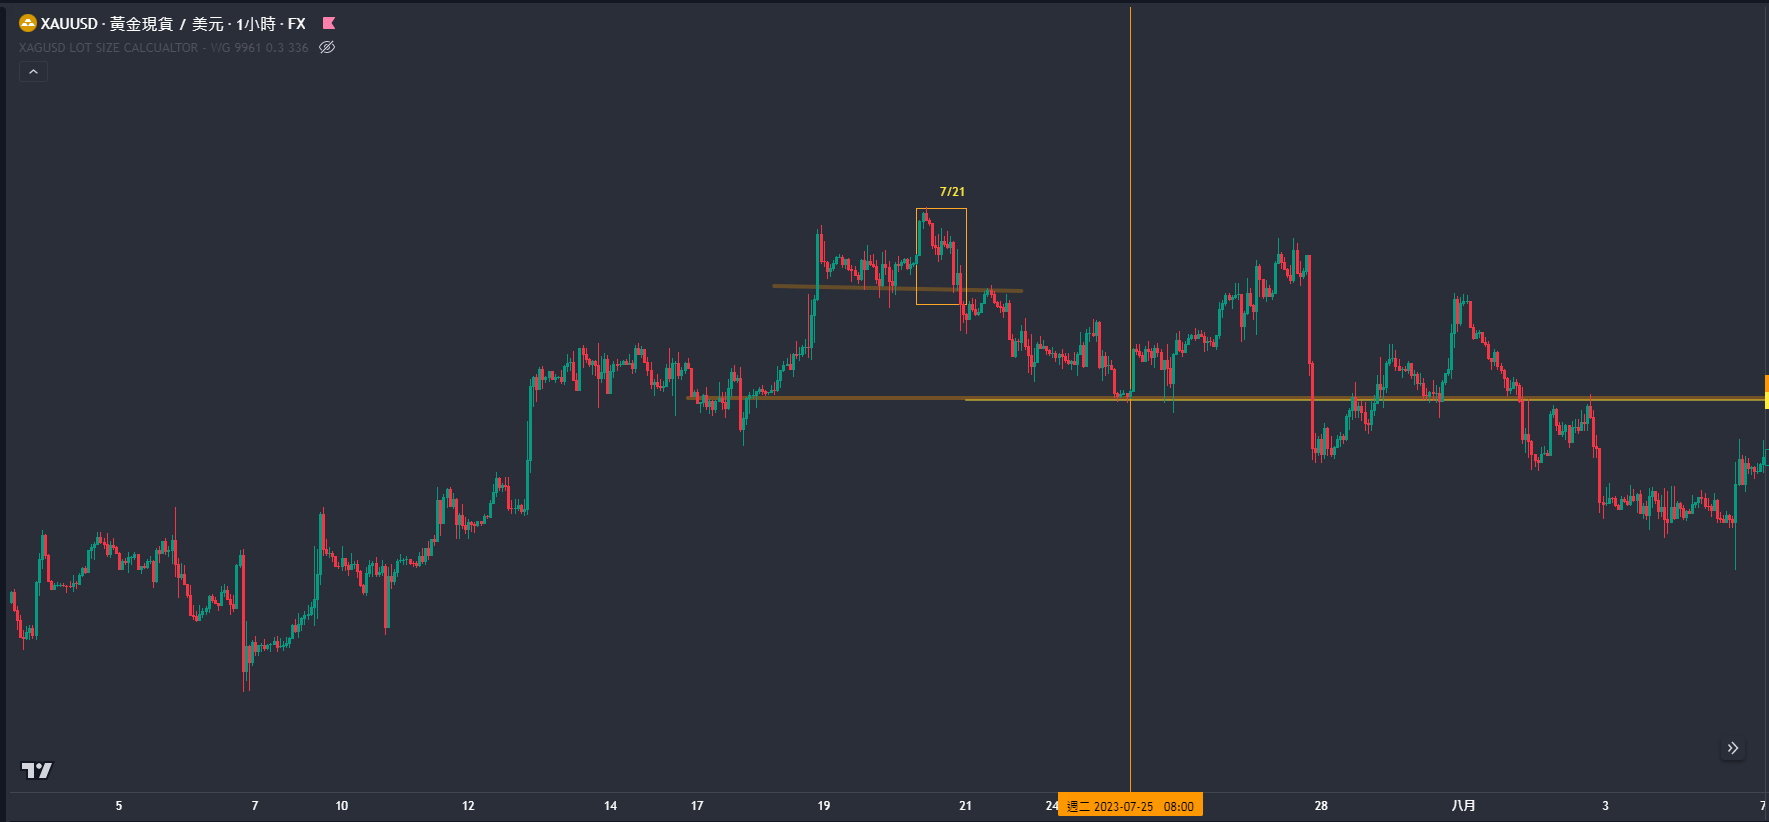 XAUUSD · 黃金現貨 / 美元 · 1小時 · FX
XAGUSD LOT SIZE CALCUALTOR - WG 9961 0.3 336
7/21
5 7 10 12 14 17 19 21 24 週二 2023-07-25 08:00 28 八月 3 7